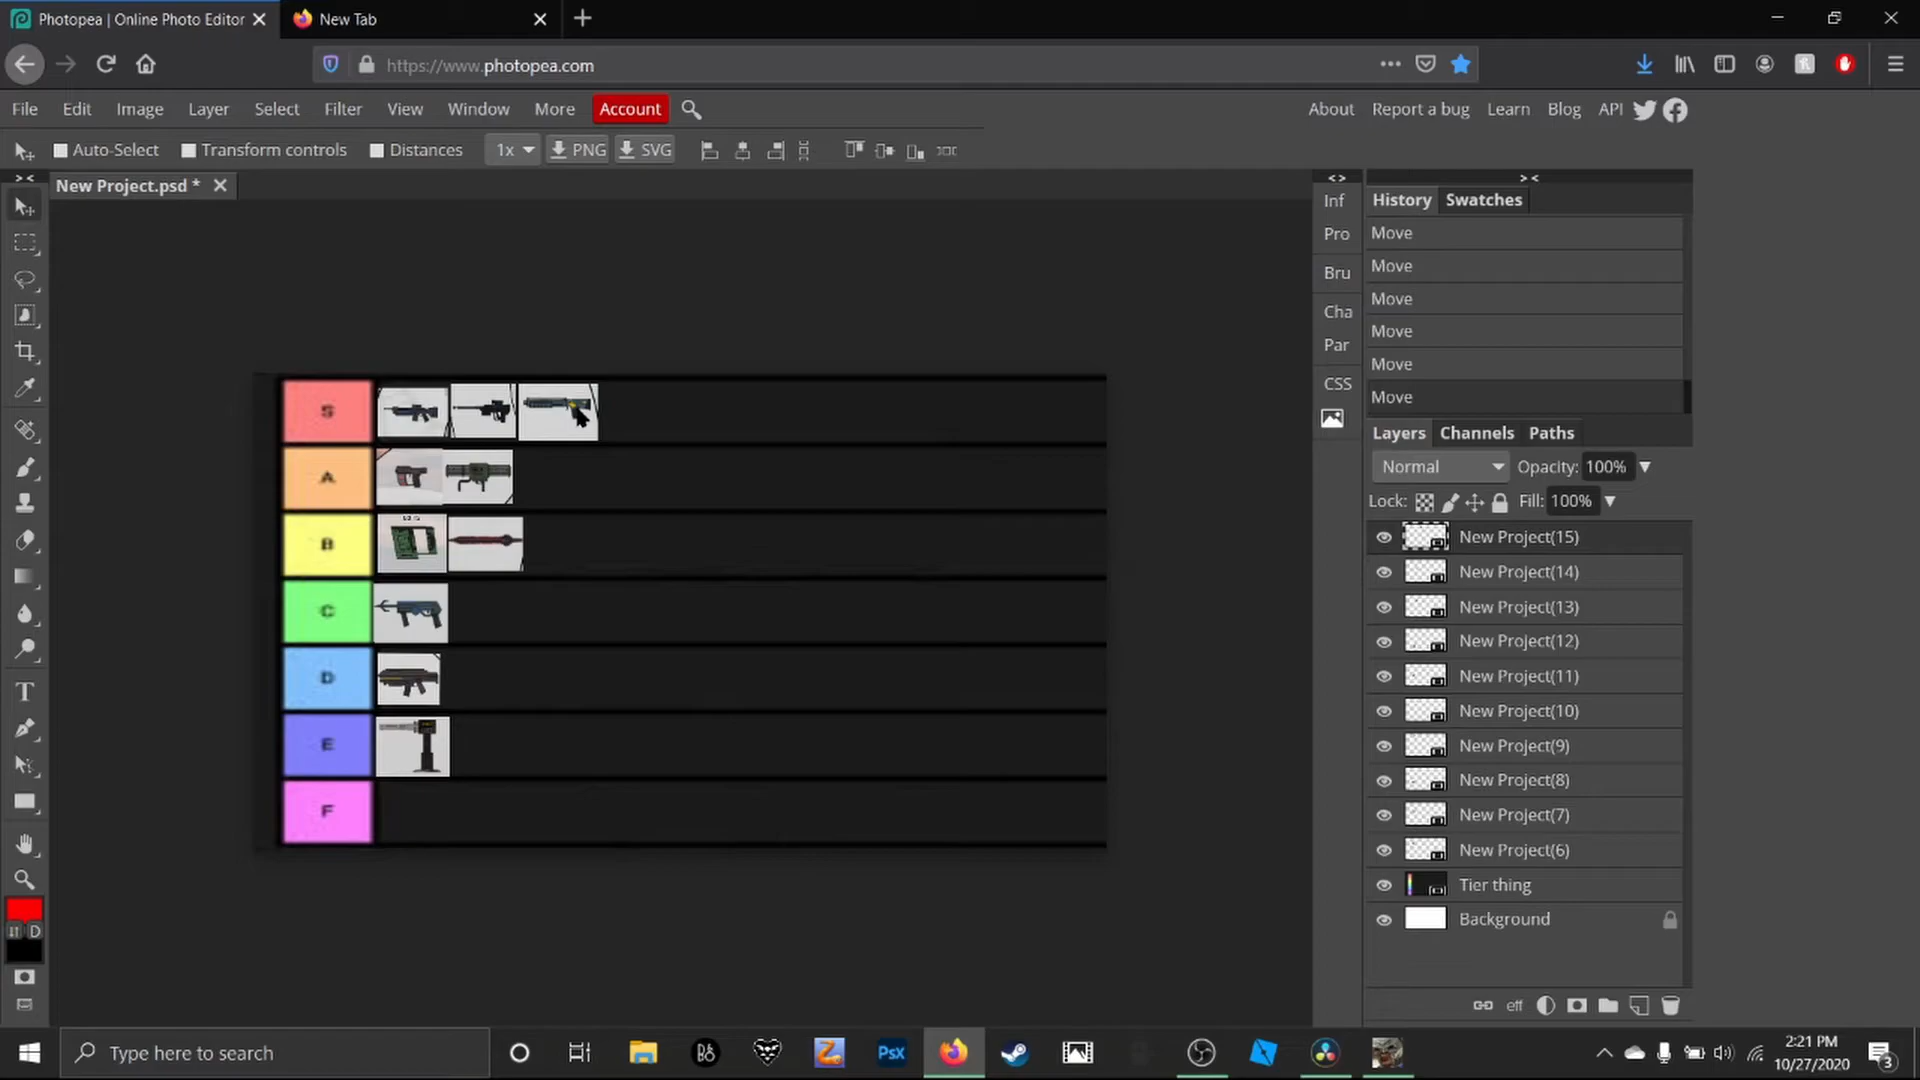 Photopea | Online Photo Editor
New Tab
https://www.photopea.com
File Edit Image Layer Select Filter View Window More Account
About Report a bug Learn Blog API
Auto-Select Transform controls Distances 1x PNG SVG
New Project.psd *
Inf
Pro
Bru
Cha
Par
CSS
History Swatches
Move
Move
Move
Move
Move
Move
Layers Channels Paths
Normal Opacity: 100%
Lock: Fill: 100%
New Project(15)
New Project(14)
New Project(13)
New Project(12)
New Project(11)
New Project(10)
New Project(9)
New Project(8)
New Project(7)
New Project(6)
Tier thing
Background
eff
S
A
B
C
D
E
F
T
D
Type here to search
Psx
2:21 PM
10/27/2020
3